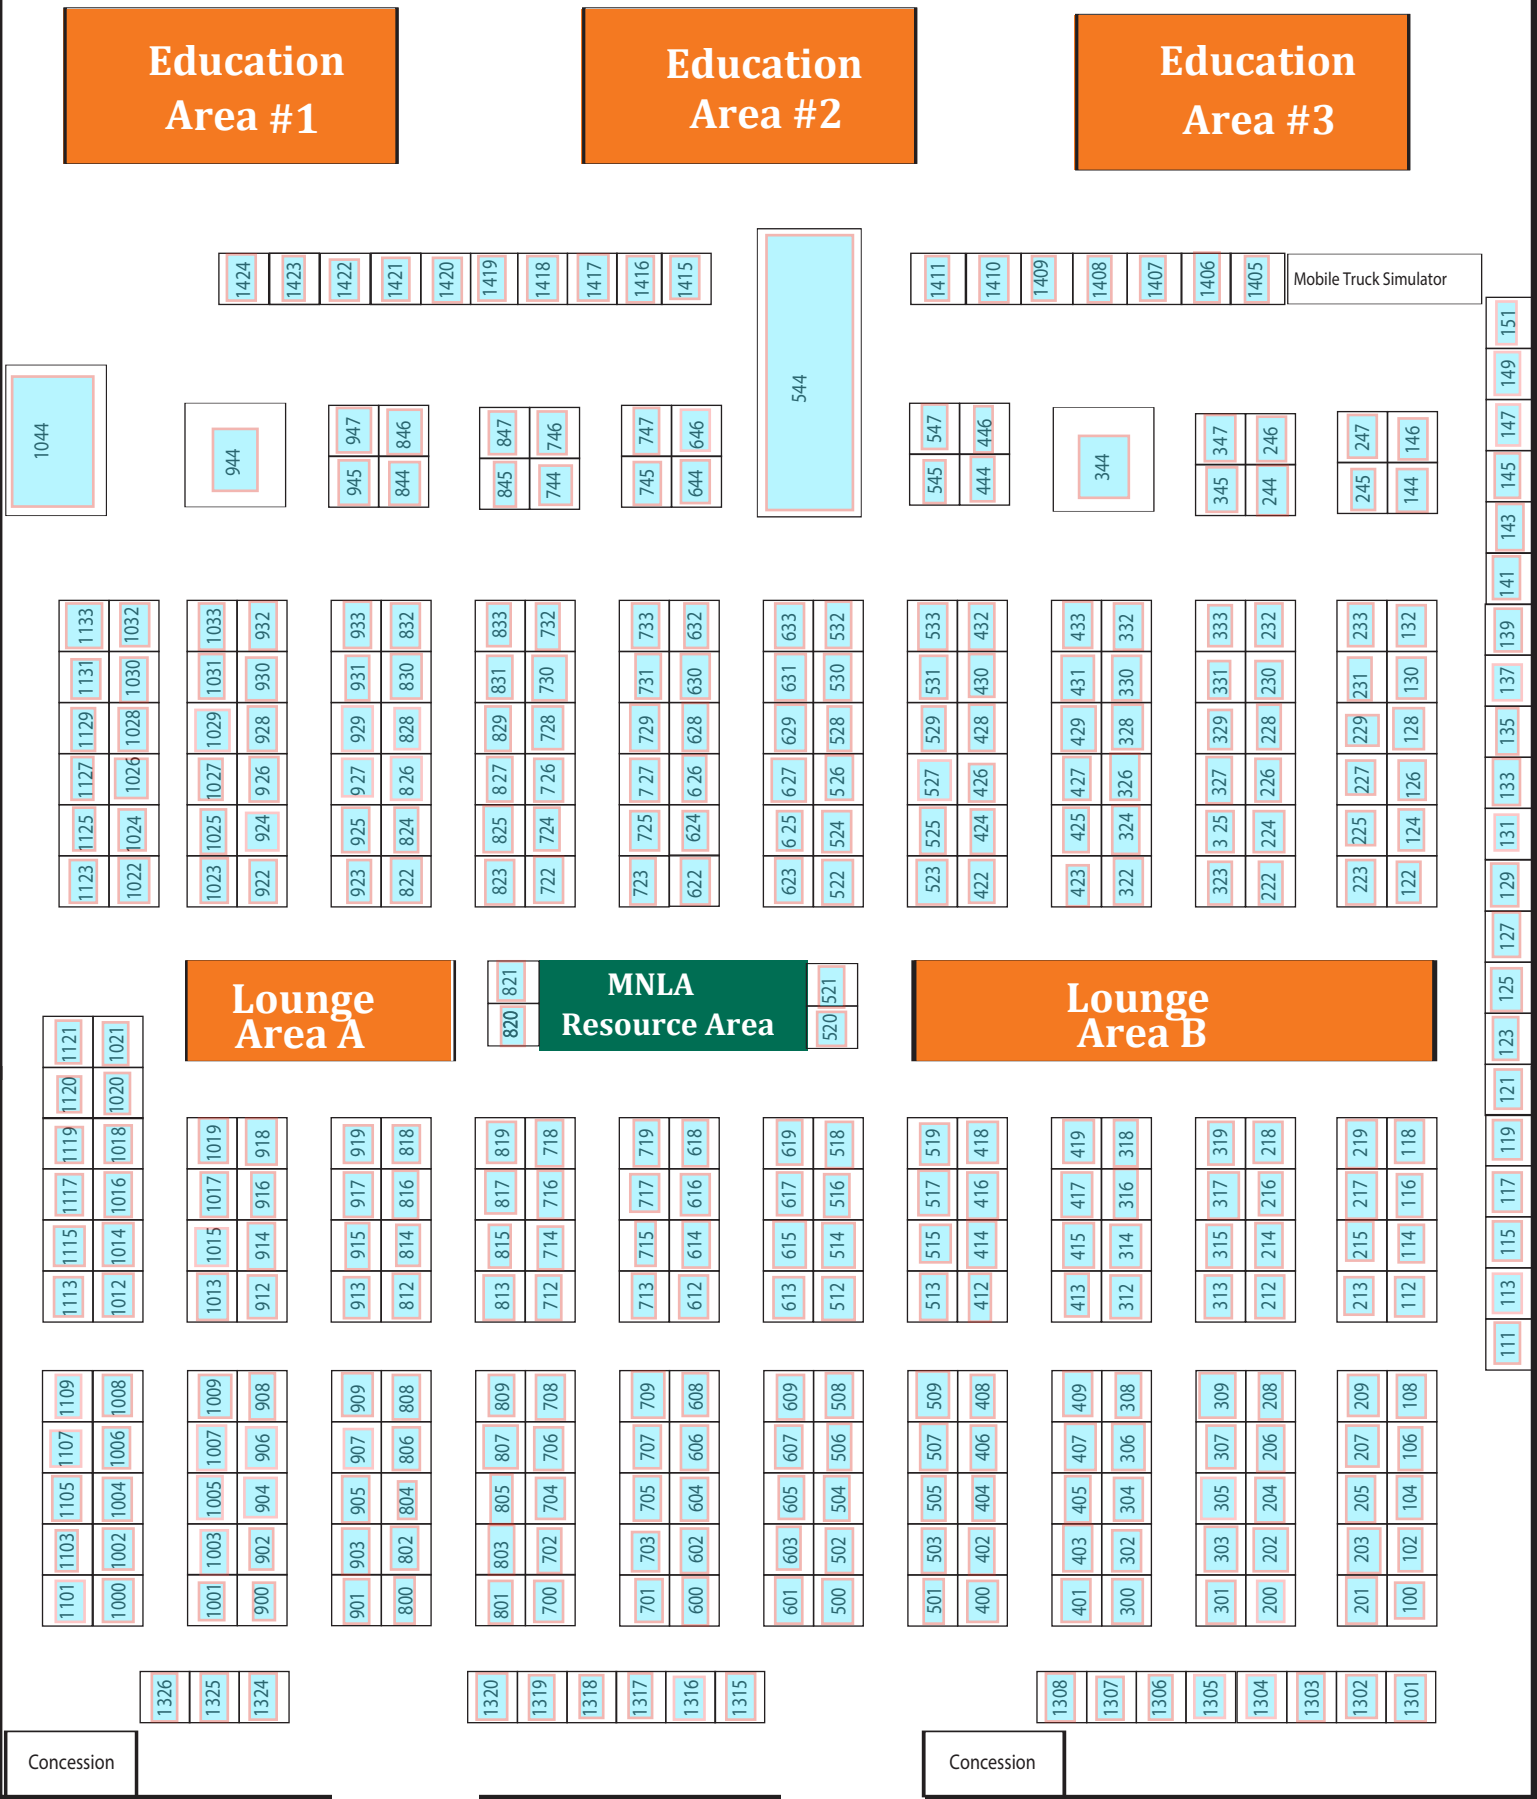 Education
Area #1
Education
Area #2
Education
Area #3
1424 1423 1422 1421 1420 1419 1418 1417 1416 1415
1411 1410 1409 1408 1407 1406 1405
Mobile Truck Simulator
544
1044
944
344
947 846 847 746 747 646 547 446 347 246 247 146
945 844 845 744 745 644 545 444 345 244 245 144
1133 1032 1033 932 933 832 833 732 733 632 633 532 533 432 433 332 333 232 233 132
1131 1030 1031 930 931 830 831 730 731 630 631 530 531 430 431 330 331 230 231 130
1129 1028 1029 928 929 828 829 728 729 628 629 528 529 428 429 328 329 228 229 128
1127 1026 1027 926 927 826 827 726 727 626 627 526 527 426 427 326 327 226 227 126
1125 1024 1025 924 925 824 825 724 725 624 625 524 525 424 425 324 325 224 225 124
1123 1022 1023 922 923 822 823 722 723 622 623 522 523 422 423 322 323 222 223 122
151
149
147
145
143
141
139
137
135
133
131
129
127
125
123
121
119
117
115
113
111
Lounge
Area A
821
820
MNLA
Resource Area
521
520
Lounge
Area B
1121 1021
1120 1020
1119 1018 1019 918 919 818 819 718 719 618 619 518 519 418 419 318 319 218 219 118
1117 1016 1017 916 917 816 817 716 717 616 617 516 517 416 417 316 317 216 217 116
1115 1014 1015 914 915 814 815 714 715 614 615 514 515 414 415 314 315 214 215 114
1113 1012 1013 912 913 812 813 712 713 612 613 512 513 412 413 312 313 212 213 112
1109 1008 1009 908 909 808 809 708 709 608 609 508 509 408 409 308 309 208 209 108
1107 1006 1007 906 907 806 807 706 707 606 607 506 507 406 407 306 307 206 207 106
1105 1004 1005 904 905 804 805 704 705 604 605 504 505 404 405 304 305 204 205 104
1103 1002 1003 902 903 802 803 702 703 602 603 502 503 402 403 302 303 202 203 102
1101 1000 1001 900 901 800 801 700 701 600 601 500 501 400 401 300 301 200 201 100
1326 1325 1324
1320 1319 1318 1317 1316 1315
1308 1307 1306 1305 1304 1303 1302 1301
Concession
Concession